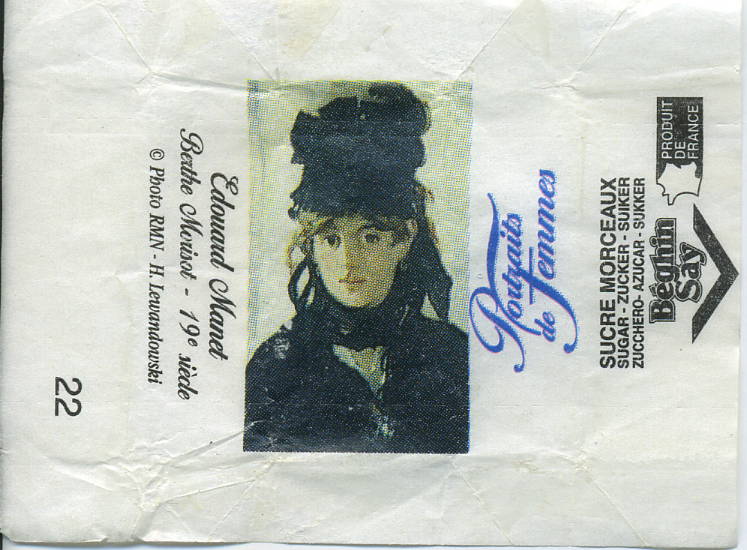 PRODUIT
DE
FRANCE
Béghin
Say
SUCRE MORCEAUX
SUGAR - ZUCKER - SUIKER
ZUCCHERO- AZUCAR - SUKKER
Portraits
de Femmes
Edouard Manet
Berthe Morisot - 19e siècle
© Photo RMN - H. Lewandowski
22